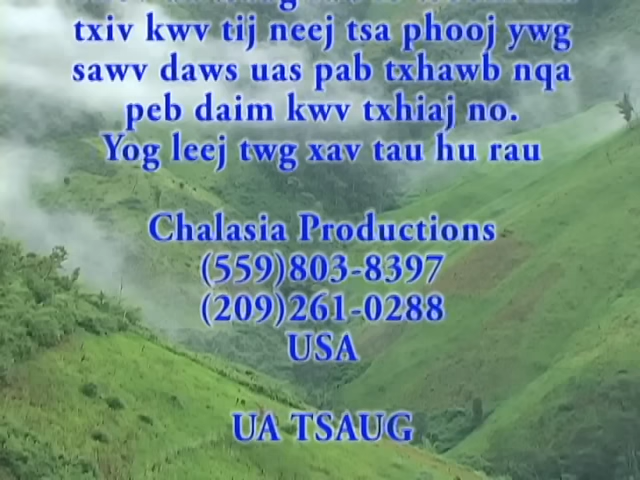 txiv kwv tij neej tsa phooj ywg
sawv daws uas pab txhawb nqa
peb daim kwv txhiaj no.
Yog leej twg xav tau hu rau
Chalasia Productions
(559)803-8397
(209)261-0288
USA
UA TSAUG